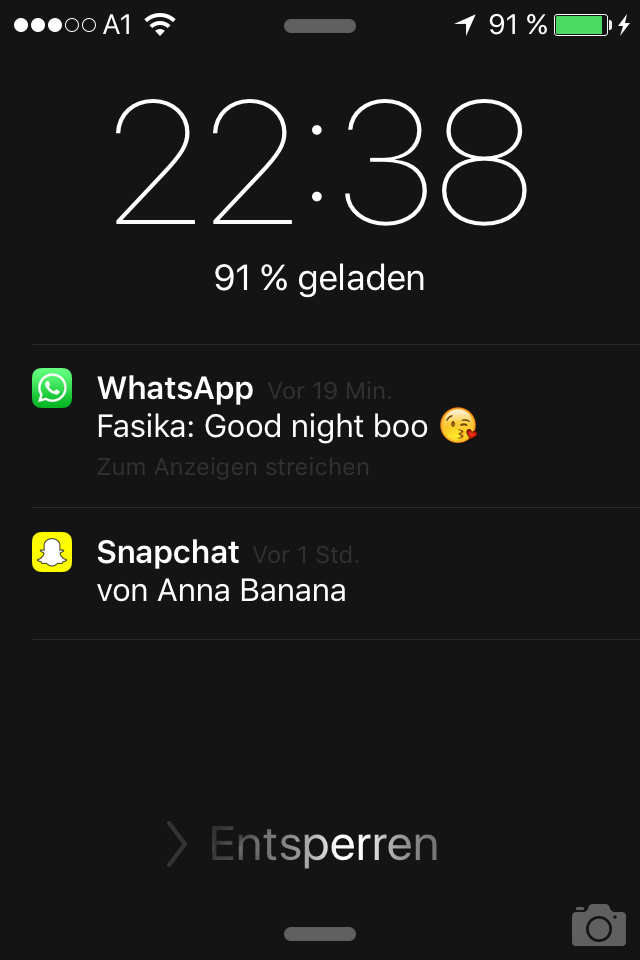 A1 91 %
22:38
91 % geladen
WhatsApp Vor 19 Min.
Fasika: Good night boo 😘
Zum Anzeigen streichen
Snapchat Vor 1 Std.
von Anna Banana
Entsperren